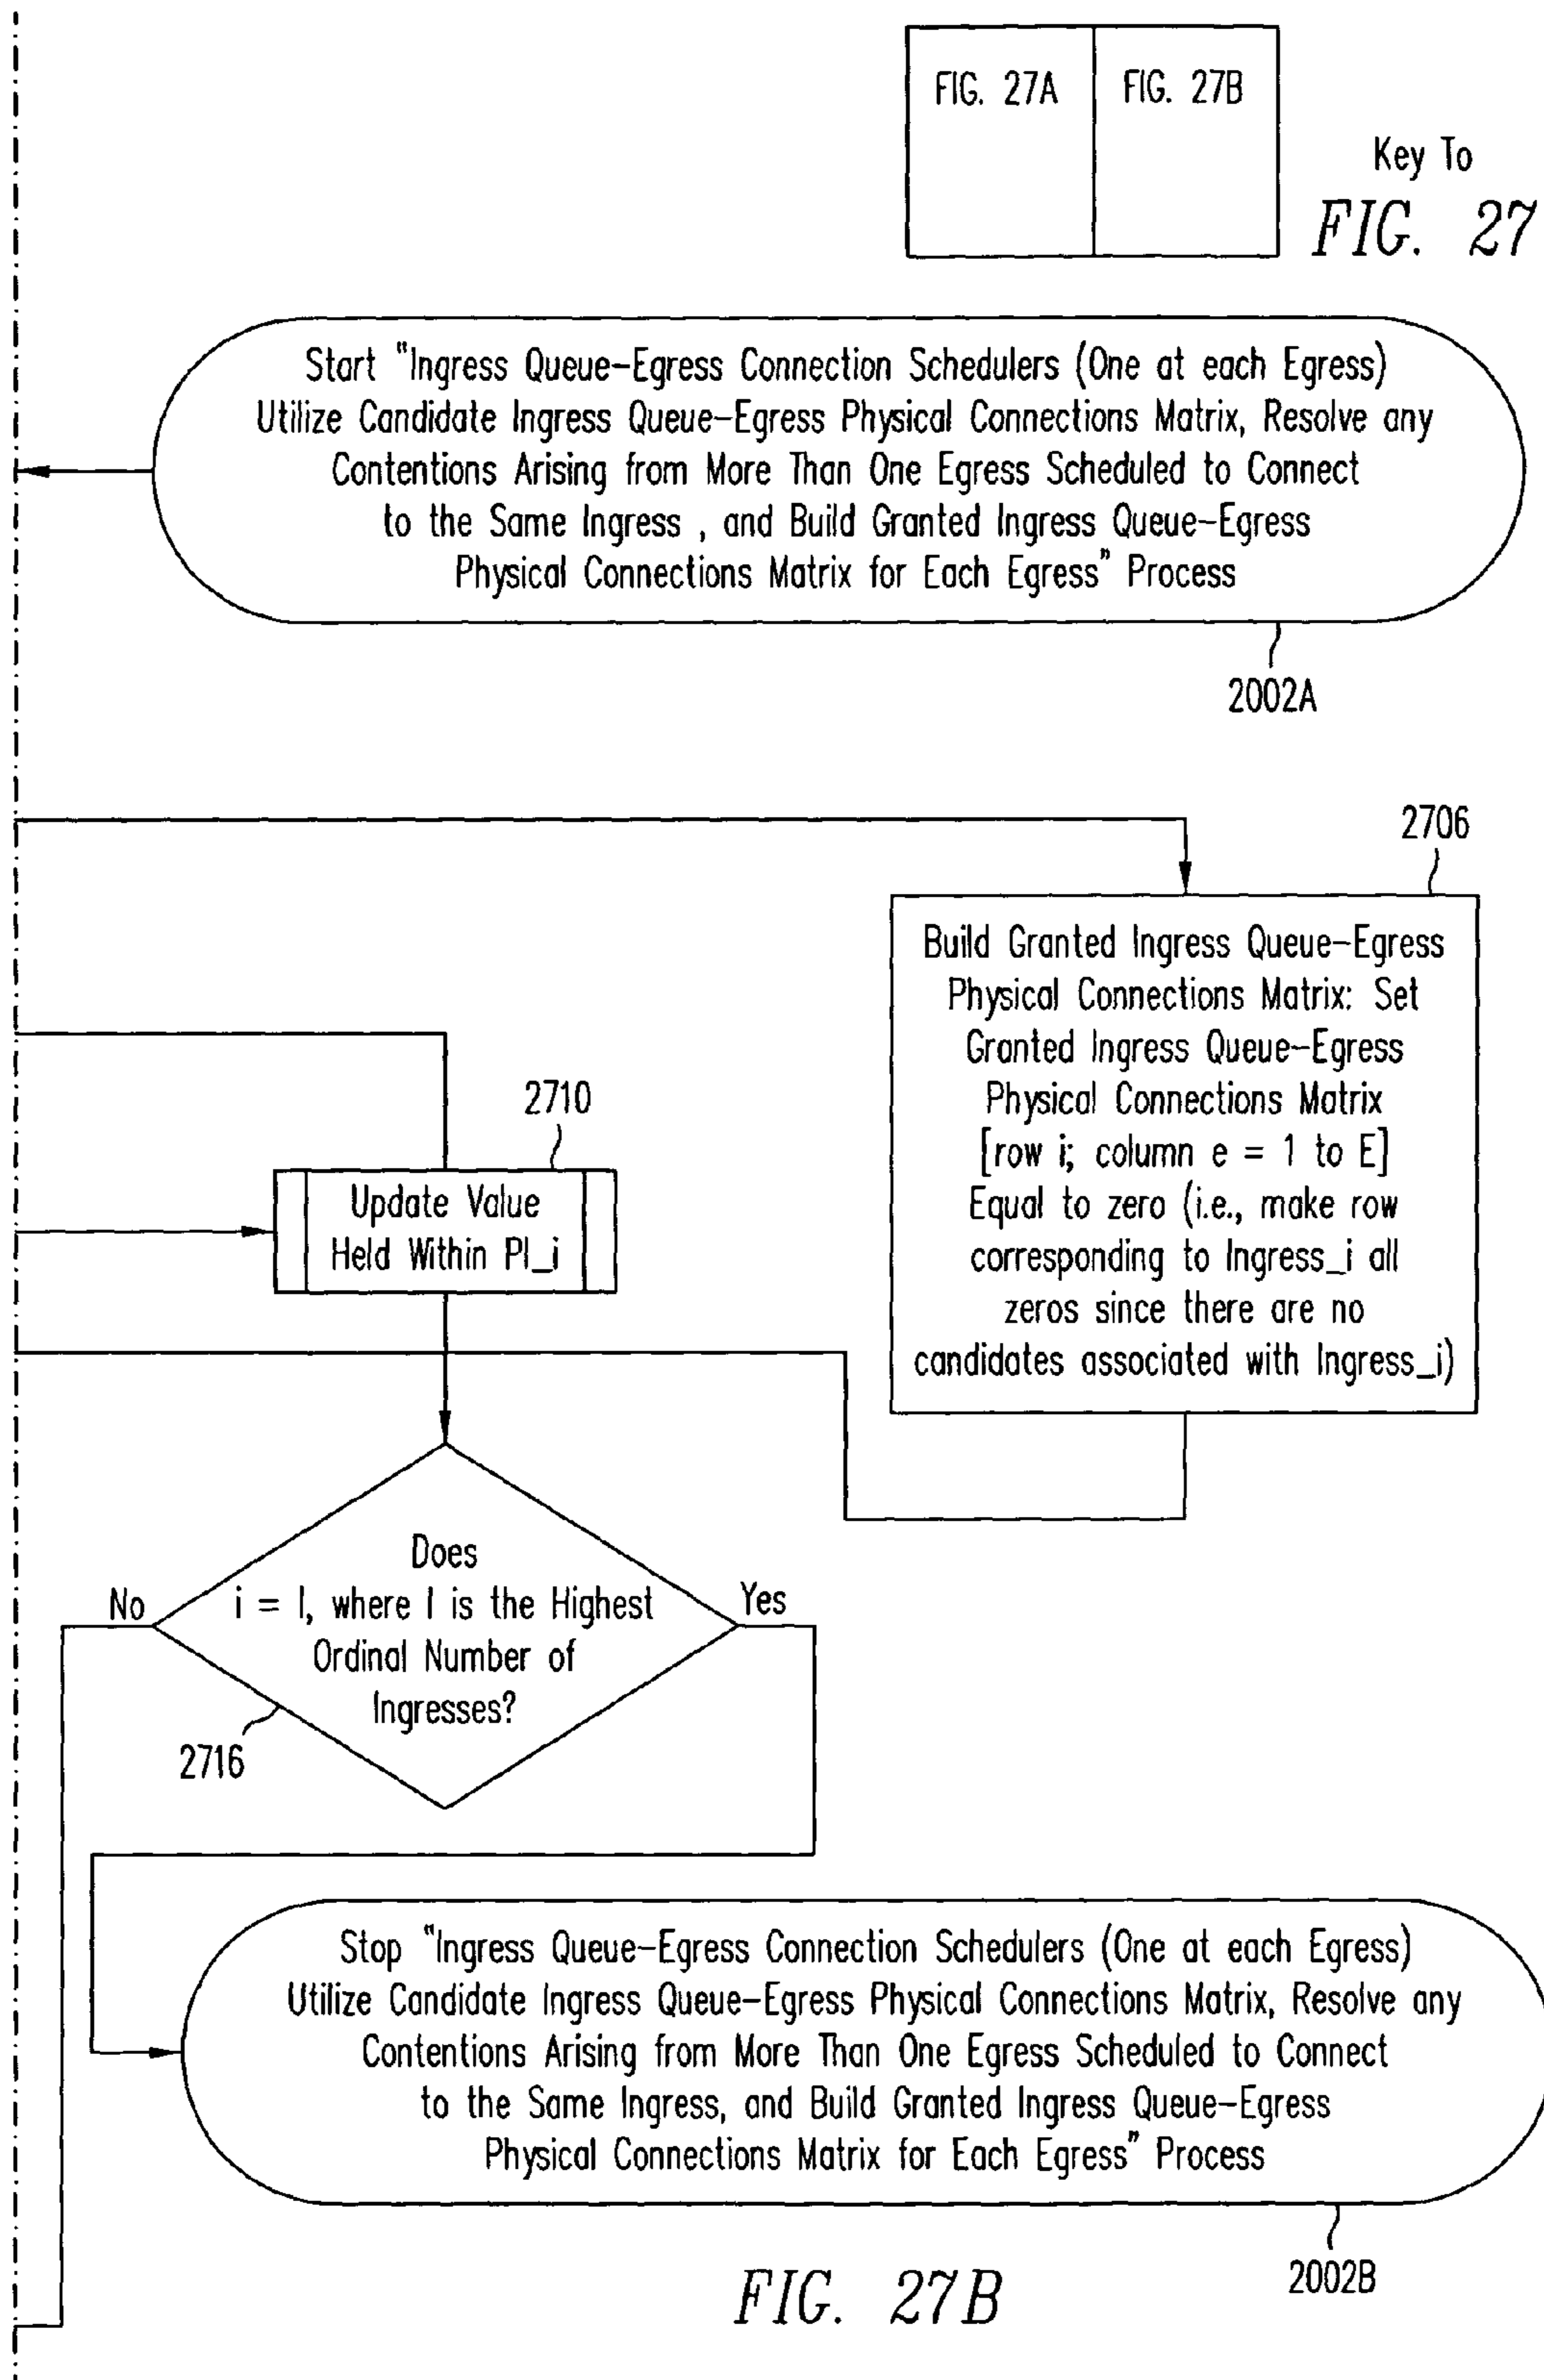 FIG. 27A
FIG. 27B
Key To
FIG. 27
Start "Ingress Queue-Egress Connection Schedulers (One at each Egress)
Utilize Candidate Ingress Queue-Egress Physical Connections Matrix, Resolve any
Contentions Arising from More Than One Egress Scheduled to Connect
to the Same Ingress , and Build Granted Ingress Queue-Egress
Physical Connections Matrix for Each Egress" Process
2002A
2706
Build Granted Ingress Queue-Egress
Physical Connections Matrix: Set
Granted Ingress Queue-Egress
Physical Connections Matrix
[row i; column e = 1 to E]
Equal to zero (i.e., make row
corresponding to Ingress_i all
zeros since there are no
candidates associated with Ingress_i)
2710
Update Value
Held Within PI_i
Does
i = I, where I is the Highest
Ordinal Number of
Ingresses?
No
Yes
2716
Stop "Ingress Queue-Egress Connection Schedulers (One at each Egress)
Utilize Candidate Ingress Queue-Egress Physical Connections Matrix, Resolve any
Contentions Arising from More Than One Egress Scheduled to Connect
to the Same Ingress, and Build Granted Ingress Queue-Egress
Physical Connections Matrix for Each Egress" Process
2002B
FIG. 27B